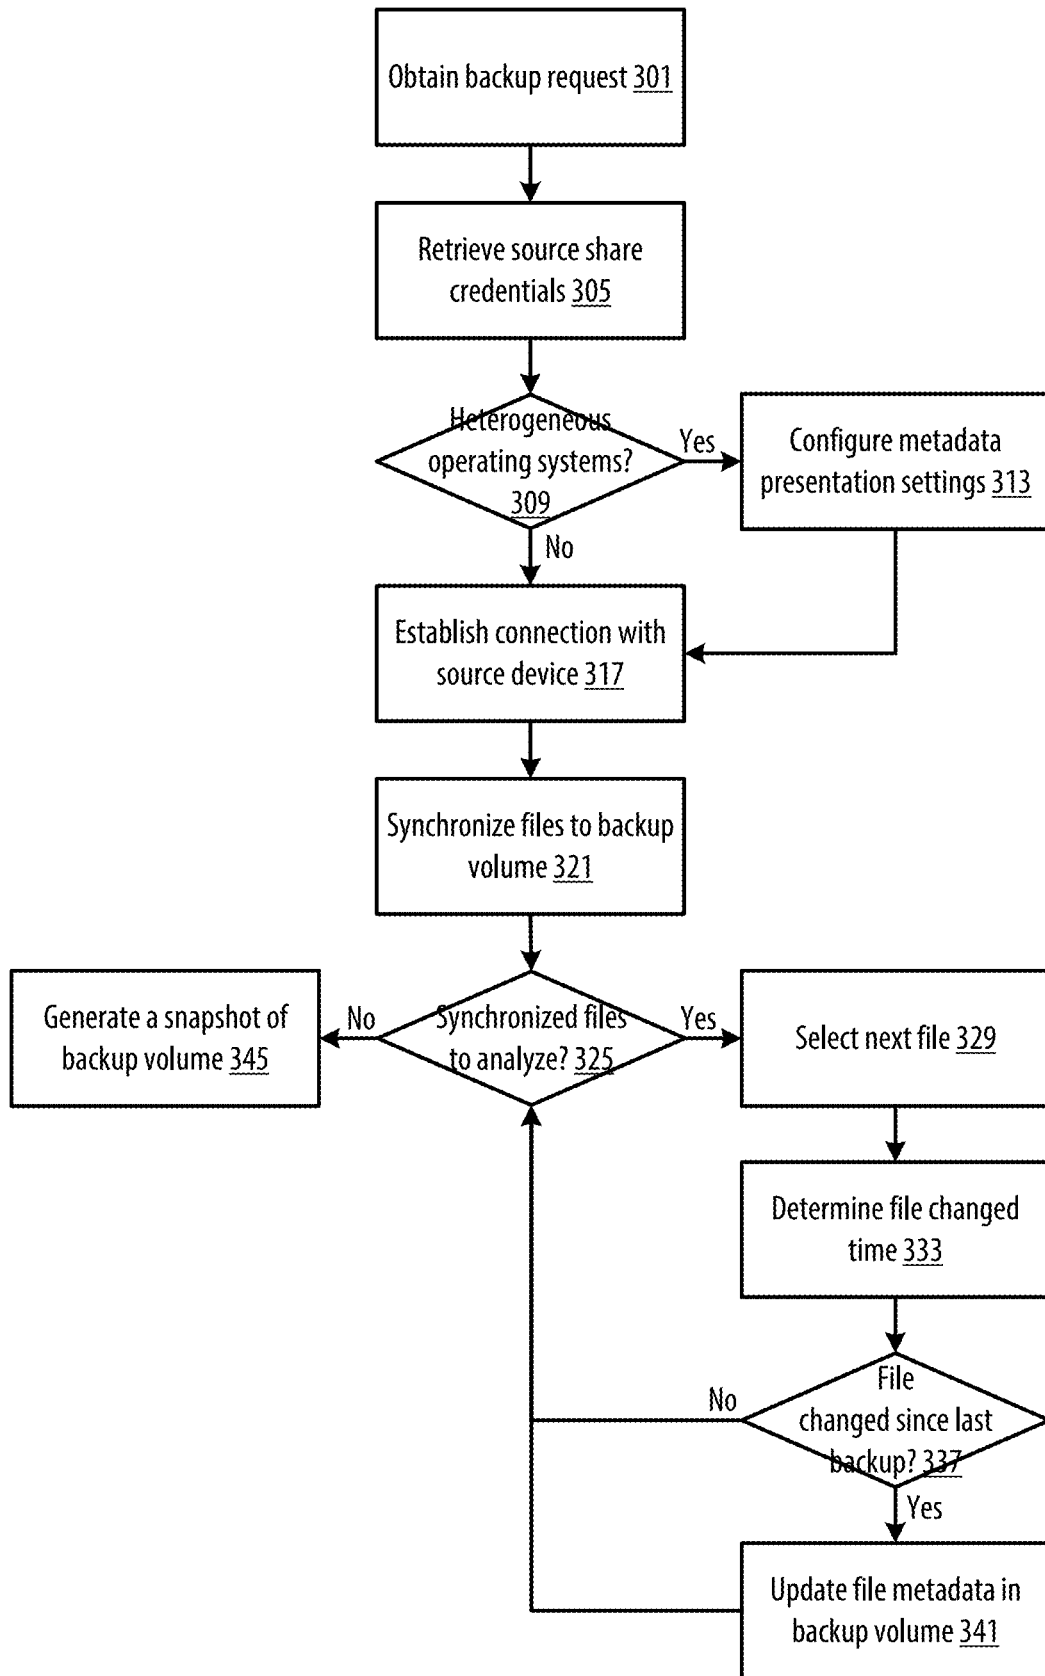 Obtain backup request 301
Retrieve source share
credentials 305
Heterogeneous
operating systems?
309
Yes
Configure metadata
presentation settings 313
No
Establish connection with
source device 317
Synchronize files to backup
volume 321
Generate a snapshot of
backup volume 345
No
Synchronized files
to analyze? 325
Yes
Select next file 329
Determine file changed
time 333
File
changed since last
backup? 337
No
Yes
Update file metadata in
backup volume 341